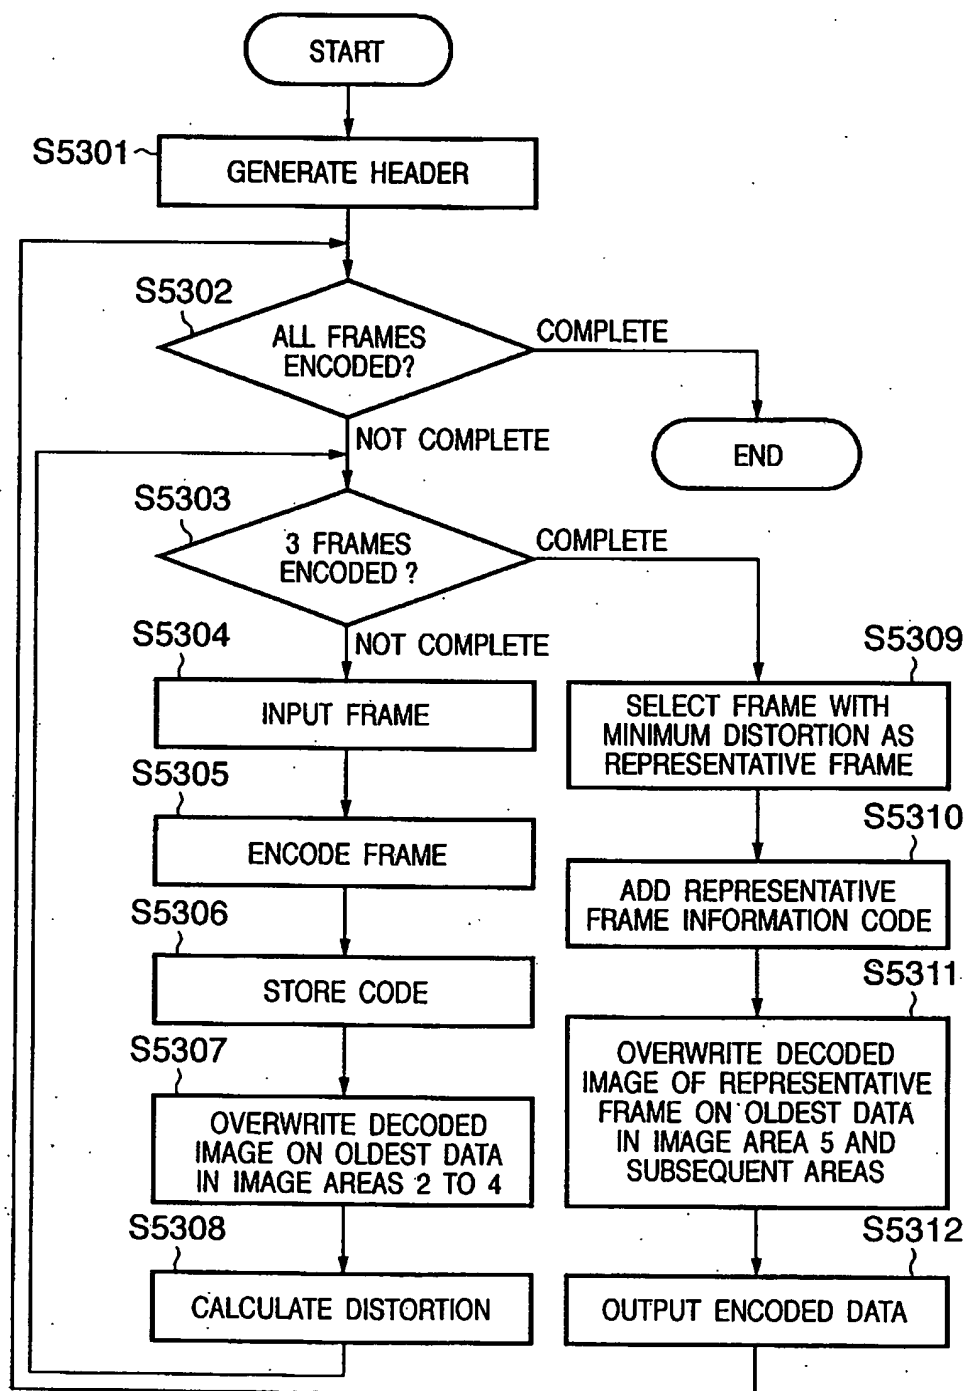 START
S5301
GENERATE HEADER
S5302
ALL FRAMES
ENCODED?
COMPLETE
NOT COMPLETE
END
S5303
3 FRAMES
ENCODED ?
COMPLETE
NOT COMPLETE
S5304
INPUT FRAME
S5305
ENCODE FRAME
S5306
STORE CODE
S5307
OVERWRITE DECODED
IMAGE ON OLDEST DATA
IN IMAGE AREAS 2 TO 4
S5308
CALCULATE DISTORTION
S5309
SELECT FRAME WITH
MINIMUM DISTORTION AS
REPRESENTATIVE FRAME
S5310
ADD REPRESENTATIVE
FRAME INFORMATION CODE
S5311
OVERWRITE DECODED
IMAGE OF REPRESENTATIVE
FRAME ON OLDEST DATA
IN IMAGE AREA 5 AND
SUBSEQUENT AREAS
S5312
OUTPUT ENCODED DATA